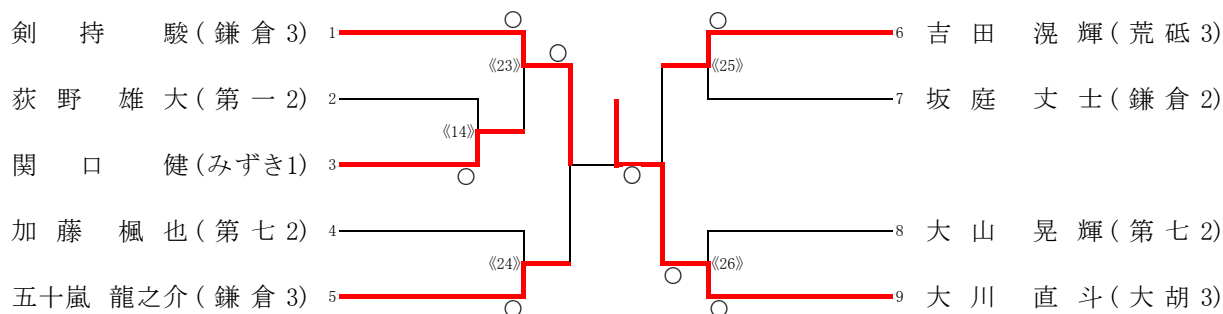 剣持 駿(鎌倉3) 1
荻野 雄大(第一2) 2
関口 健(みずき1) 3
加藤 楓也(第七2) 4
五十嵐 龍之介(鎌倉3) 5
《23》
《14》
《24》
《25》
《26》
6 吉田 滉輝(荒砥3)
7 坂庭 丈士(鎌倉2)
8 大山 晃輝(第七2)
9 大川 直斗(大胡3)